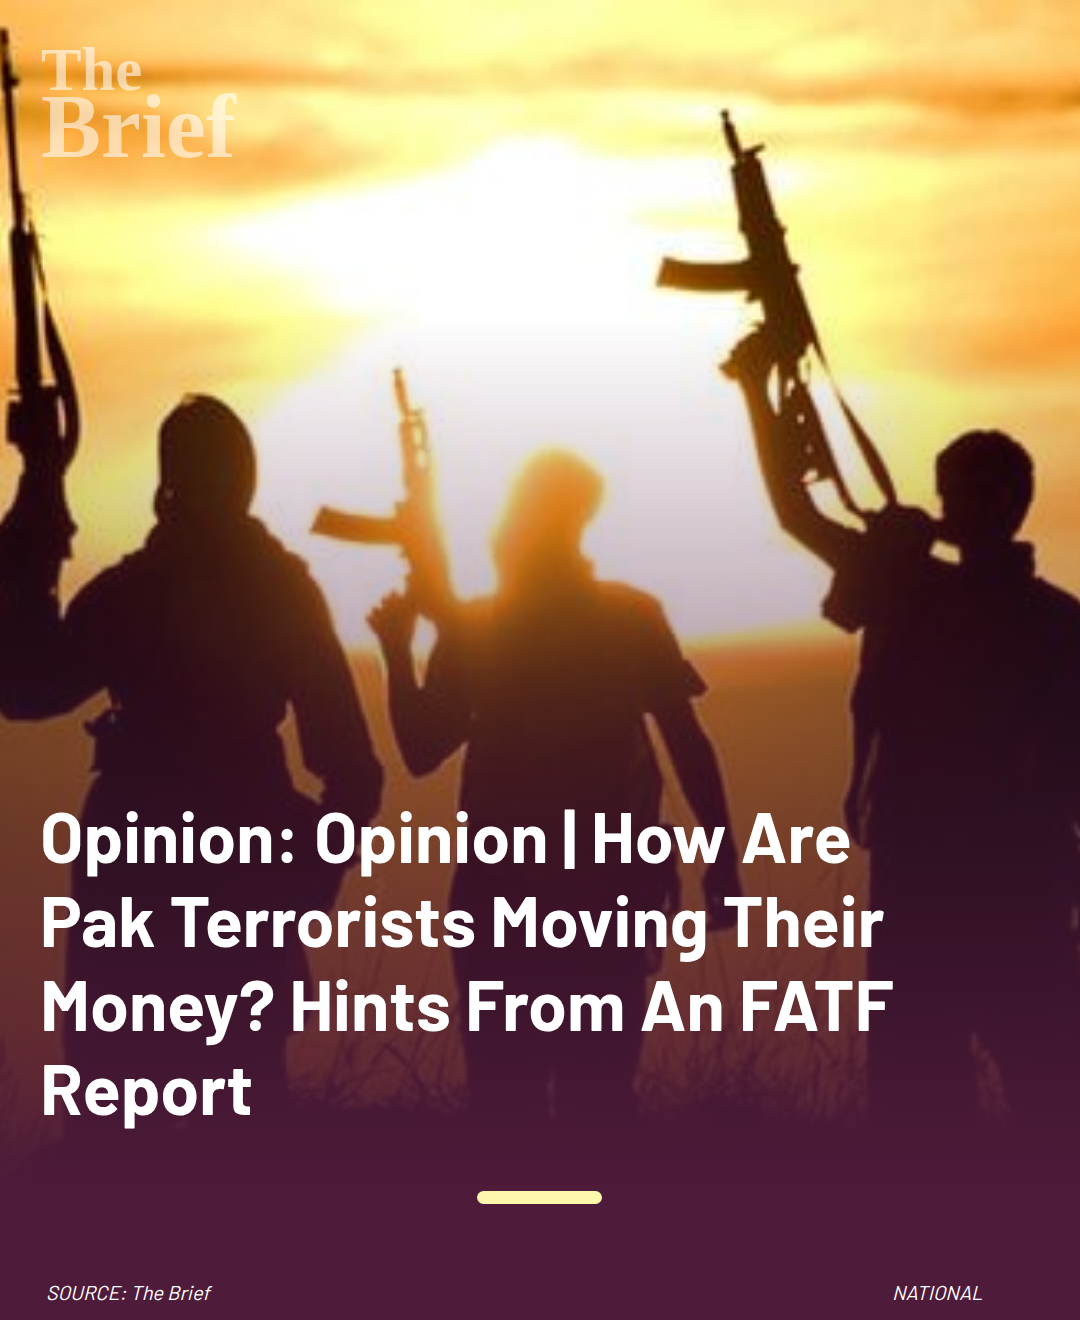 The
Brief
Opinion: Opinion | How Are
Pak Terrorists Moving Their
Money? Hints From An FATF
Report
SOURCE: The Brief
NATIONAL